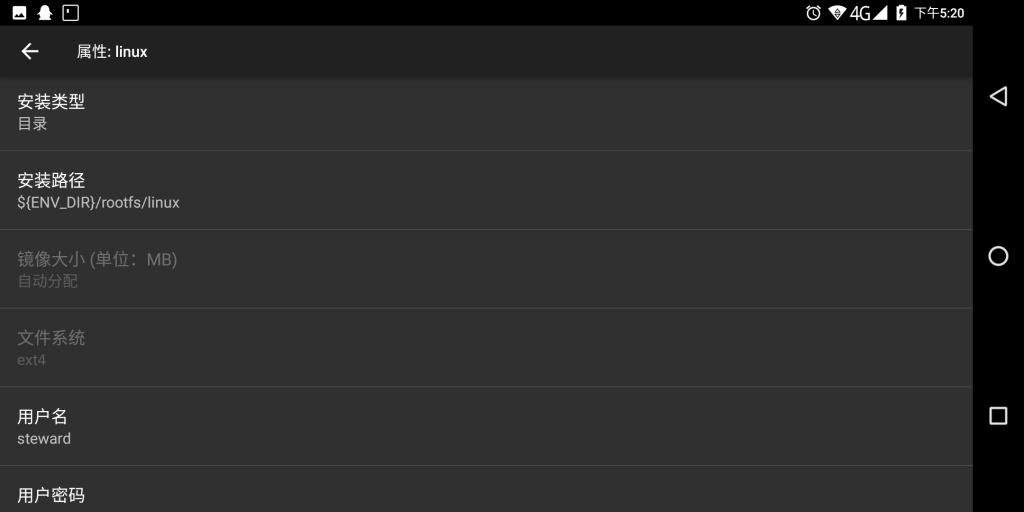 4G 下午5:20
属性: linux
安装类型
目录
安装路径
${ENV_DIR}/rootfs/linux
镜像大小 (单位：MB)
自动分配
文件系统
ext4
用户名
steward
用户密码